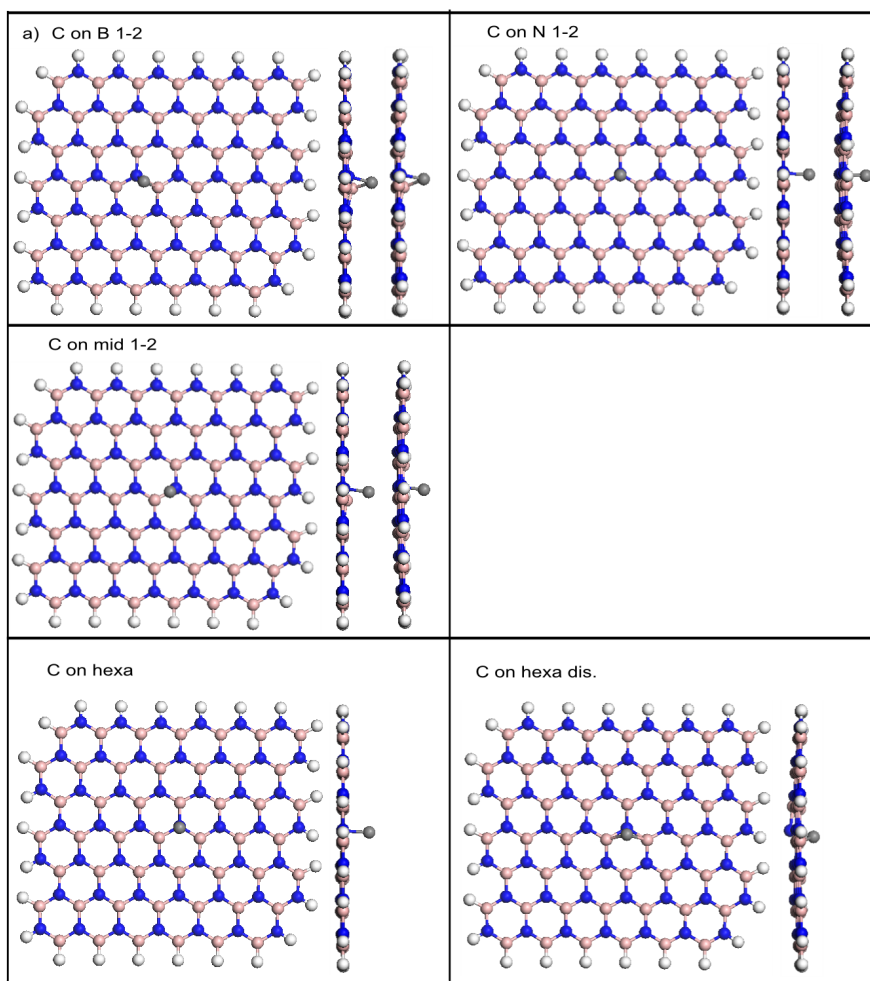 a) C on B 1-2
C on N 1-2
C on mid 1-2
C on hexa
C on hexa dis.